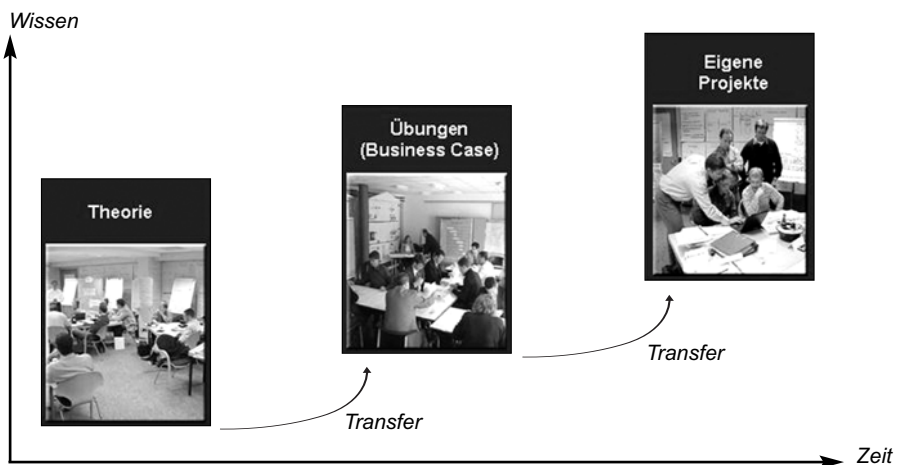 Wissen
Eigene
Projekte
Übungen
(Business Case)
Theorie
Transfer
Transfer
Zeit